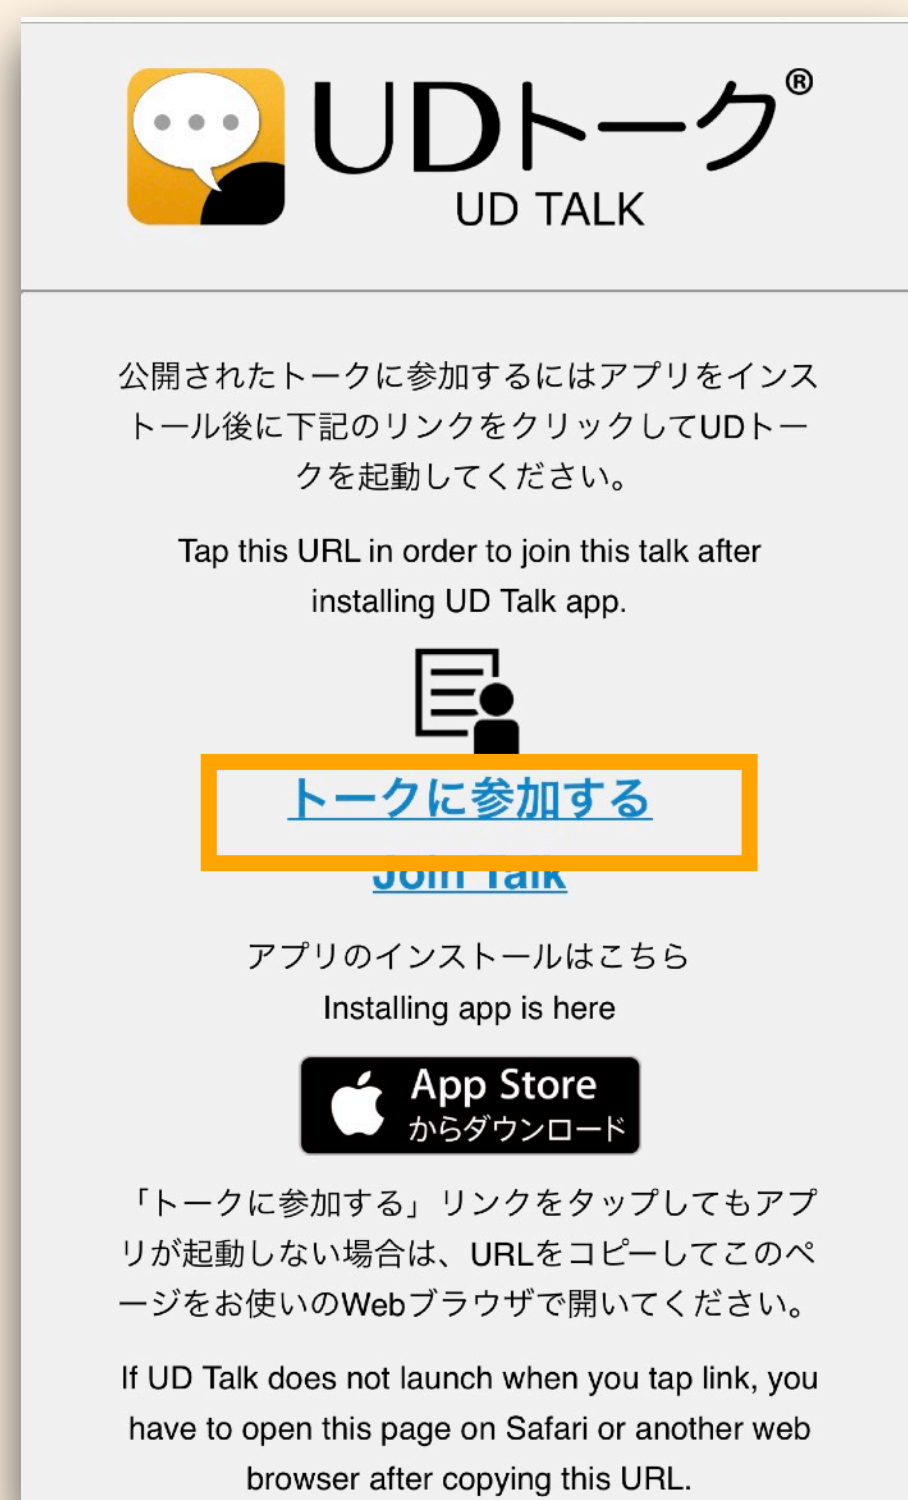 UDトーク®
UD TALK
公開されたトークに参加するにはアプリをインス
トール後に下記のリンクをクリックしてUDトー
クを起動してください。
Tap this URL in order to join this talk after
installing UD Talk app.
トークに参加する
Join Talk
アプリのインストールはこちら
Installing app is here
App Store
からダウンロード
「トークに参加する」リンクをタップしてもアプ
リが起動しない場合は、URLをコピーしてこのペ
ージをお使いのWebブラウザで開いてください。
If UD Talk does not launch when you tap link, you
have to open this page on Safari or another web
browser after copying this URL.